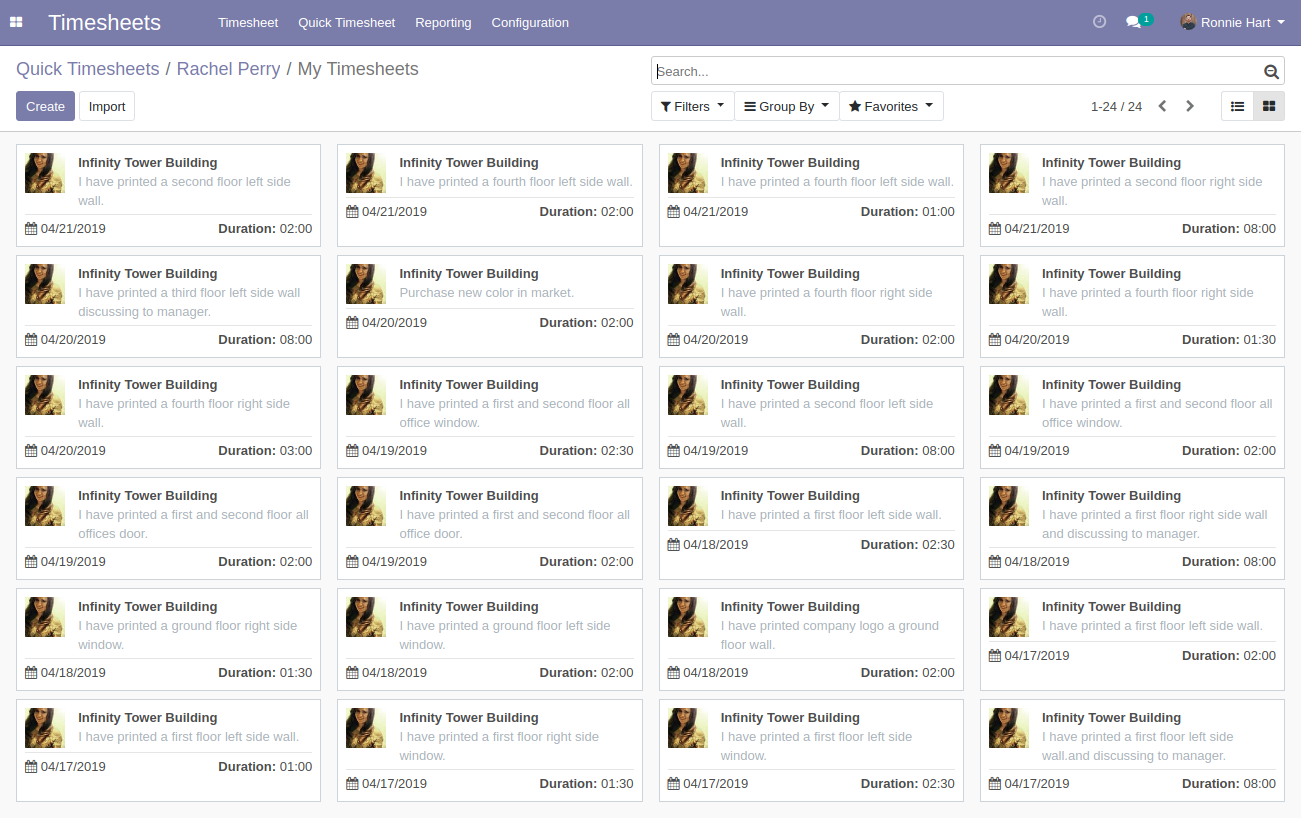 Timesheets Timesheet Quick Timesheet Reporting Configuration 1 Ronnie Hart
Quick Timesheets / Rachel Perry / My Timesheets
Search...
Create Import Filters Group By Favorites 1-24 / 24
Infinity Tower Building
I have printed a second floor left side
wall.
04/21/2019 Duration: 02:00
Infinity Tower Building
I have printed a fourth floor left side wall.
04/21/2019 Duration: 02:00
Infinity Tower Building
I have printed a fourth floor left side wall.
04/21/2019 Duration: 01:00
Infinity Tower Building
I have printed a second floor right side
wall.
04/21/2019 Duration: 08:00
Infinity Tower Building
I have printed a third floor left side wall
discussing to manager.
04/20/2019 Duration: 08:00
Infinity Tower Building
Purchase new color in market.
04/20/2019 Duration: 02:00
Infinity Tower Building
I have printed a fourth floor right side
wall.
04/20/2019 Duration: 02:00
Infinity Tower Building
I have printed a fourth floor right side
wall.
04/20/2019 Duration: 01:30
Infinity Tower Building
I have printed a fourth floor right side
wall.
04/20/2019 Duration: 03:00
Infinity Tower Building
I have printed a first and second floor all
office window.
04/19/2019 Duration: 02:30
Infinity Tower Building
I have printed a second floor left side
wall.
04/19/2019 Duration: 08:00
Infinity Tower Building
I have printed a first and second floor all
office window.
04/19/2019 Duration: 02:00
Infinity Tower Building
I have printed a first and second floor all
offices door.
04/19/2019 Duration: 02:00
Infinity Tower Building
I have printed a first and second floor all
office door.
04/19/2019 Duration: 02:00
Infinity Tower Building
I have printed a first floor left side wall.
04/18/2019 Duration: 02:30
Infinity Tower Building
I have printed a first floor right side wall
and discussing to manager.
04/18/2019 Duration: 08:00
Infinity Tower Building
I have printed a ground floor right side
window.
04/18/2019 Duration: 01:30
Infinity Tower Building
I have printed a ground floor left side
window.
04/18/2019 Duration: 02:00
Infinity Tower Building
I have printed company logo a ground
floor wall.
04/18/2019 Duration: 02:00
Infinity Tower Building
I have printed a first floor left side wall.
04/17/2019 Duration: 02:00
Infinity Tower Building
I have printed a first floor left side wall.
04/17/2019 Duration: 01:00
Infinity Tower Building
I have printed a first floor right side
window.
04/17/2019 Duration: 01:30
Infinity Tower Building
I have printed a first floor left side
window.
04/17/2019 Duration: 02:30
Infinity Tower Building
I have printed a first floor left side
wall.and discussing to manager.
04/17/2019 Duration: 08:00